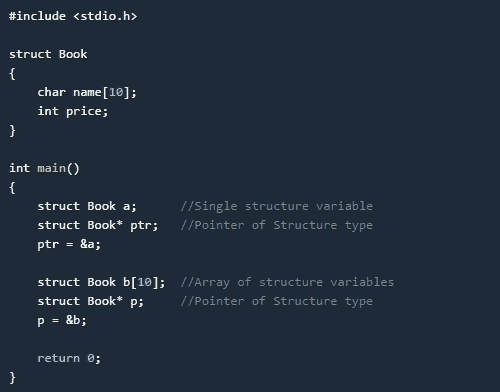 #include <stdio.h>
struct Book
{
char name[10];
int price;
}
int main()
{
struct Book a; //Single structure variable
struct Book* ptr; //Pointer of Structure type
ptr = &a;
struct Book b[10]; //Array of structure variables
struct Book* p; //Pointer of Structure type
p = &b;
return 0;
}